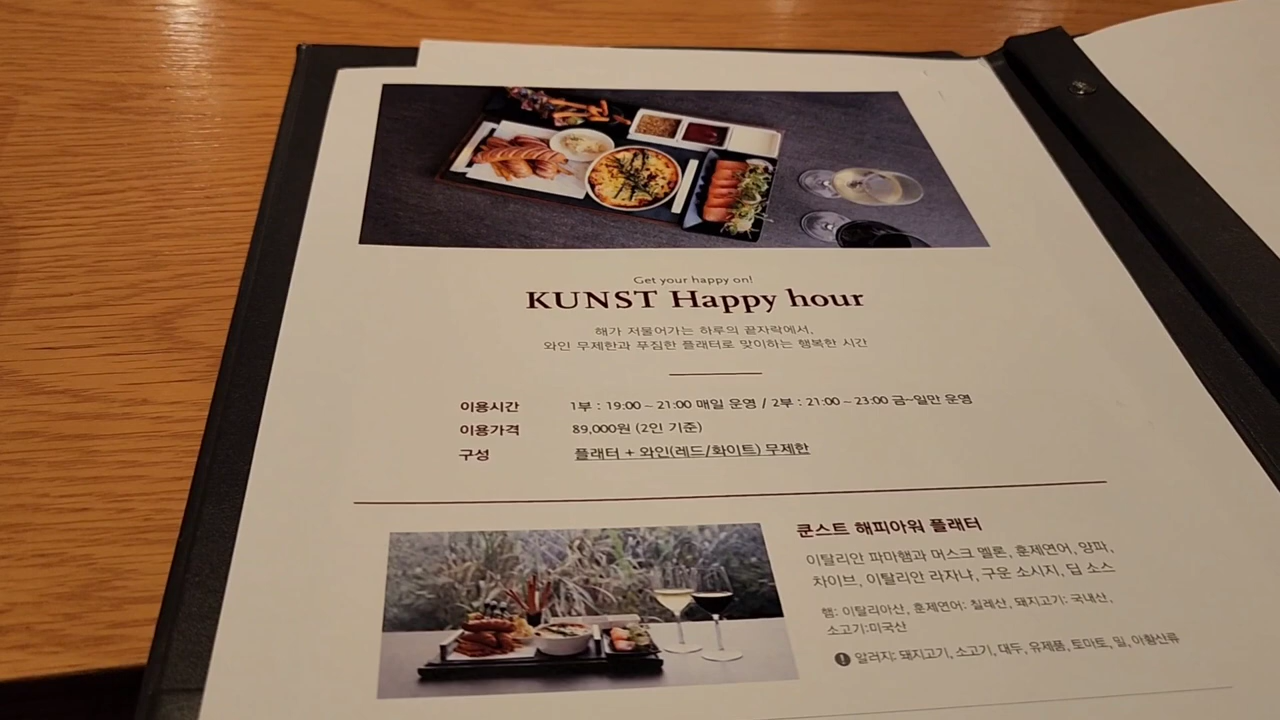 Get your happy on!
KUNST Happy hour
해가 저물어가는 하루의 끝자락에서,
와인 무제한과 푸짐한 플래터로 맞이하는 행복한 시간
이용시간 1부 : 19:00 ~ 21:00 매일 운영 / 2부 : 21:00 ~ 23:00 금~일만 운영
이용가격 89,000원 (2인 기준)
구성 플래터 + 와인(레드/화이트) 무제한
쿤스트 해피아워 플래터
이탈리안 파마햄과 머스크 멜론, 훈제연어, 양파,
차이브, 이탈리안 라자냐, 구운 소시지, 딥 소스
햄: 이탈리아산, 훈제연어: 칠레산, 돼지고기: 국내산,
소고기:미국산
! 알러지: 돼지고기, 소고기, 대두, 유제품, 토마토, 밀, 이황산류